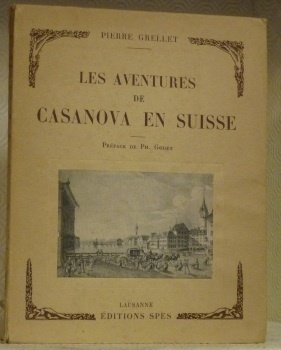 PIERRE GRELLET
LES AVENTURES
DE
CASANOVA EN SUISSE
PRÉFACE DE PH. GODET
LAUSANNE
ÉDITIONS SPES